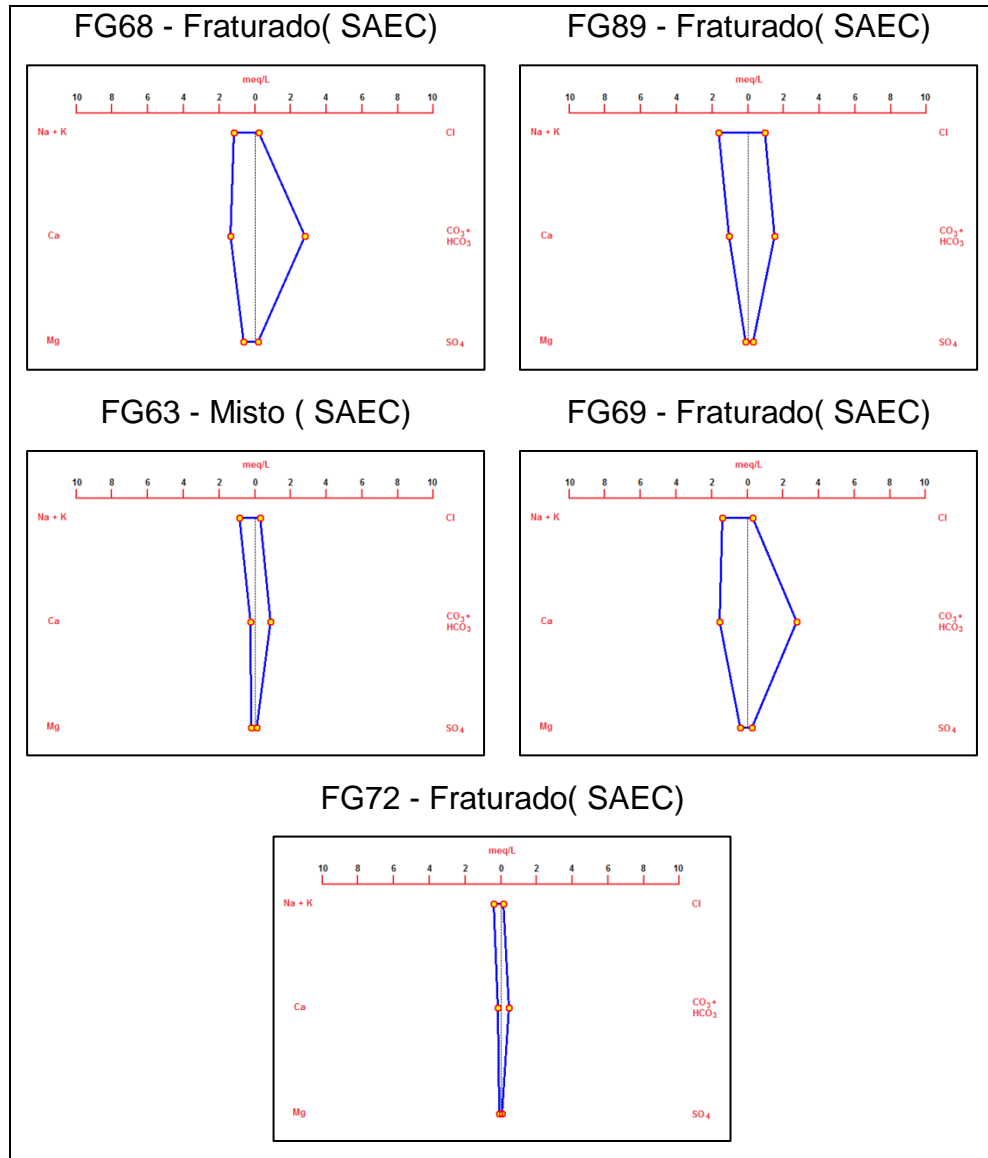 FG68 - Fraturado( SAEC)
meq/L
10 8 6 4 2 0 2 4 6 8 10
Na + K Cl
Ca CO3+
HCO3
Mg SO4
FG89 - Fraturado( SAEC)
meq/L
10 8 6 4 2 0 2 4 6 8 10
Na + K Cl
Ca CO3+
HCO3
Mg SO4
FG63 - Misto ( SAEC)
meq/L
10 8 6 4 2 0 2 4 6 8 10
Na + K Cl
Ca CO3+
HCO3
Mg SO4
FG69 - Fraturado( SAEC)
meq/L
10 8 6 4 2 0 2 4 6 8 10
Na + K Cl
Ca CO3+
HCO3
Mg SO4
FG72 - Fraturado( SAEC)
meq/L
10 8 6 4 2 0 2 4 6 8 10
Na + K Cl
Ca CO3+
HCO3
Mg SO4